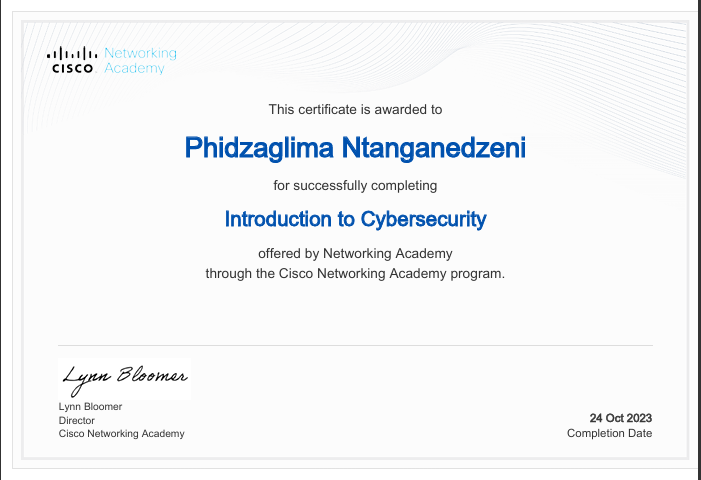 Networking
CISCO Academy
This certificate is awarded to
Phidzaglima Ntanganedzeni
for successfully completing
Introduction to Cybersecurity
offered by Networking Academy
through the Cisco Networking Academy program.
Lynn Bloomer
Lynn Bloomer
Director
Cisco Networking Academy
24 Oct 2023
Completion Date